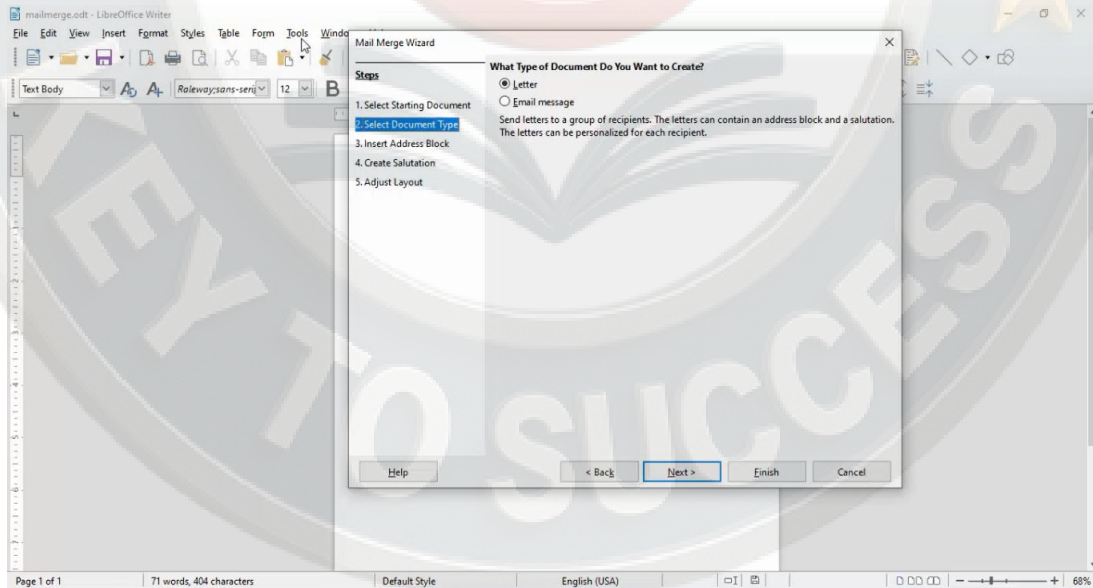 mailmerge.odt - LibreOffice Writer
File Edit View Insert Format Styles Table Form Tools
Text Body
Raleway;sans-seri
12
B
Mail Merge Wizard
Steps
1. Select Starting Document
2. Select Document Type
3. Insert Address Block
4. Create Salutation
5. Adjust Layout
What Type of Document Do You Want to Create?
Letter
Email message
Send letters to a group of recipients. The letters can contain an address block and a salutation.
The letters can be personalized for each recipient.
Help
< Back
Next >
Finish
Cancel
KEY TO SUCCESS
Page 1 of 1
71 words, 404 characters
Default Style
English (USA)
68%